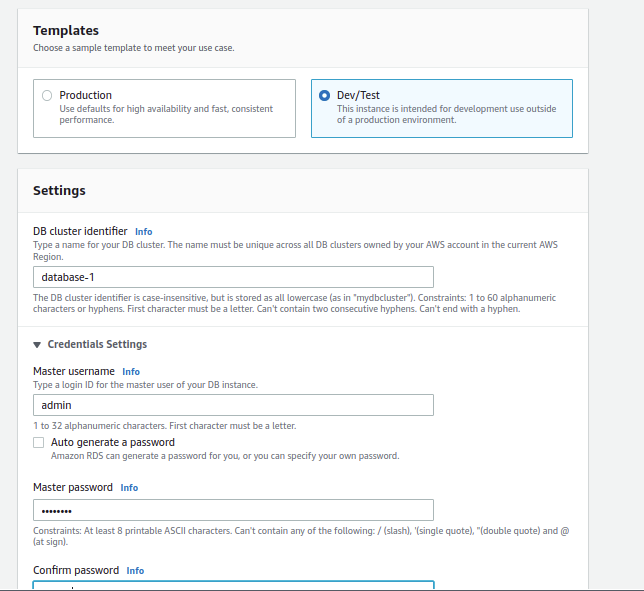 Templates
Choose a sample template to meet your use case.
Production
Use defaults for high availability and fast, consistent
performance.
Dev/Test
This instance is intended for development use outside
of a production environment.
Settings
DB cluster identifier Info
Type a name for your DB cluster. The name must be unique across all DB clusters owned by your AWS account in the current AWS
Region.
database-1
The DB cluster identifier is case-insensitive, but is stored as all lowercase (as in "mydbcluster"). Constraints: 1 to 60 alphanumeric
characters or hyphens. First character must be a letter. Can't contain two consecutive hyphens. Can't end with a hyphen.
Credentials Settings
Master username Info
Type a login ID for the master user of your DB instance.
admin
1 to 32 alphanumeric characters. First character must be a letter.
Auto generate a password
Amazon RDS can generate a password for you, or you can specify your own password.
Master password Info
••••••••
Constraints: At least 8 printable ASCII characters. Can't contain any of the following: / (slash), '(single quote), "(double quote) and @
(at sign).
Confirm password Info